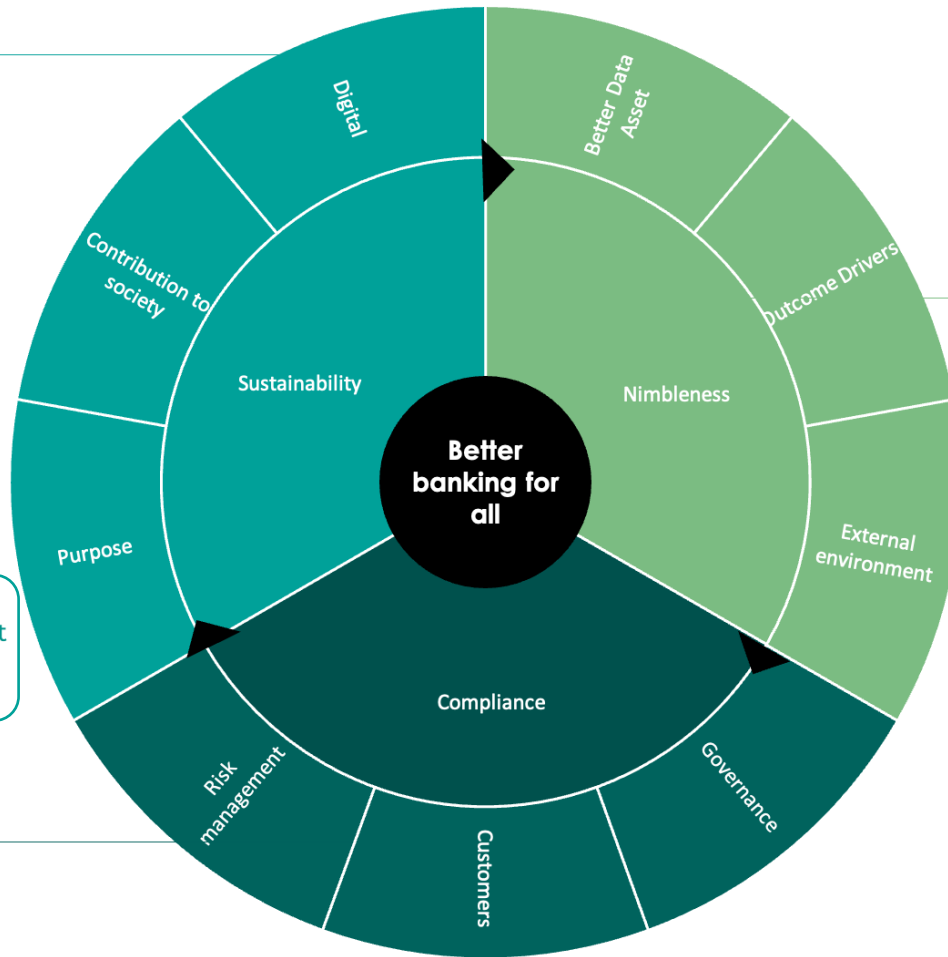 Digital
Better Data
Asset
Contribution to
society
Outcome Drivers
Sustainability
Nimbleness
Better
banking for
all
Purpose
External
environment
t
Compliance
Risk
management
Customers
Governance